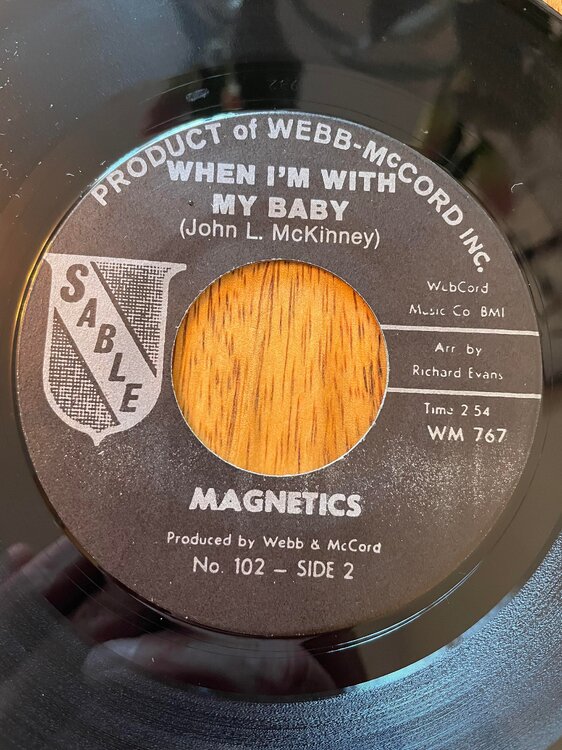 PRODUCT of WEBB-McCORD INC.
WHEN I'M WITH
MY BABY
(John L. McKinney)
SABLE
WebCord
Music Co BMI
Arr. by
Richard Evans
Time 2 54
WM 767
MAGNETICS
Produced by Webb & McCord
No. 102 – SIDE 2